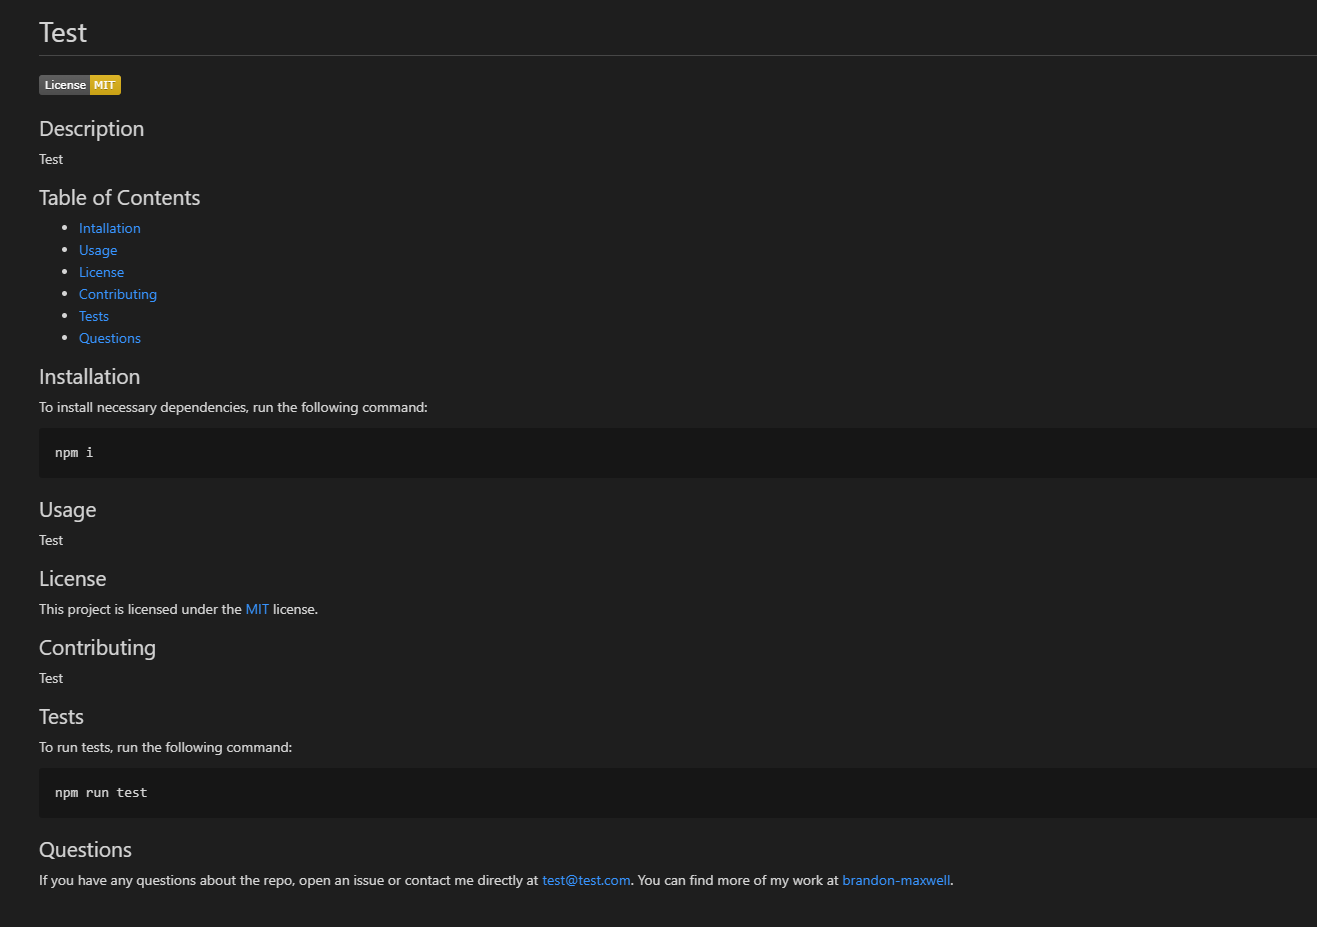 Test
License MIT
Description
Test
Table of Contents
Intallation
Usage
License
Contributing
Tests
Questions
Installation
To install necessary dependencies, run the following command:
npm i
Usage
Test
License
This project is licensed under the MIT license.
Contributing
Test
Tests
To run tests, run the following command:
npm run test
Questions
If you have any questions about the repo, open an issue or contact me directly at test@test.com. You can find more of my work at brandon-maxwell.